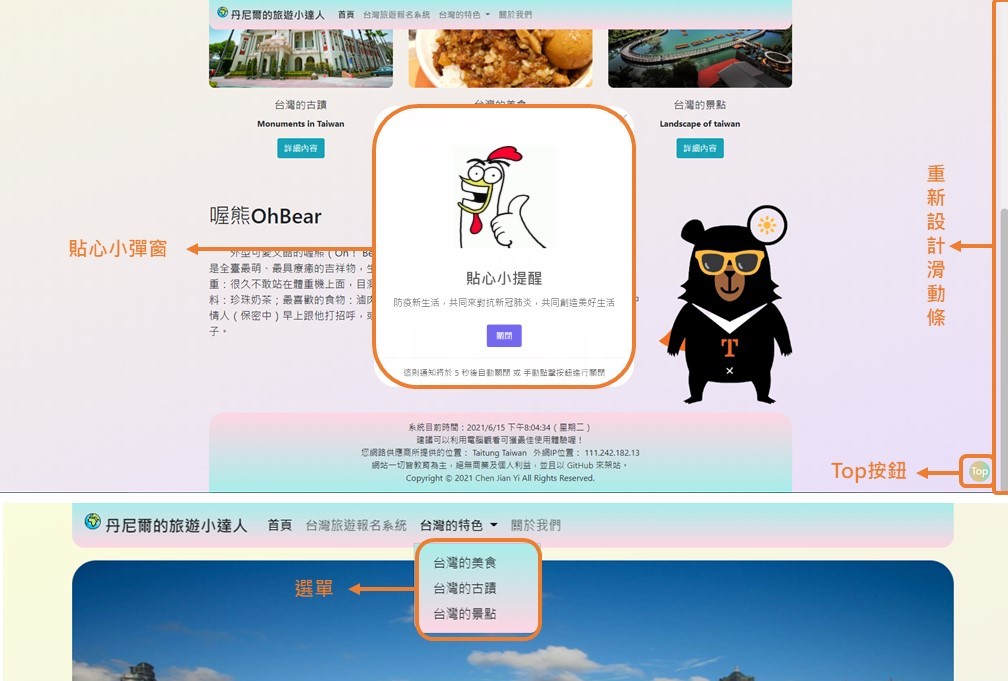 丹尼爾的旅遊小達人 首頁 台灣旅遊報名系統 台灣的特色 關於我們
台灣的古蹟
Monuments in Taiwan
詳細內容
台灣的美食
台灣的景點
Landscape of taiwan
詳細內容
喔熊OhBear
外型可愛又酷的喔熊(Oh! Be
是全臺最萌、最具療癒的吉祥物,生
重:很久不敢站在體重機上面,目測
料:珍珠奶茶;最喜歡的食物:滷肉
情人(保密中)早上跟他打招呼,或
子。
中
貼心小彈窗
貼心小提醒
防疫新生活,共同來對抗新冠肺炎,共同創造美好生活
關閉
這則通知將於 5 秒後自動關閉 或 手動點擊按鈕進行關閉
T
重新設計滑動條
系統目前時間:2021/6/15 下午8:04:34(星期二)
建議可以利用電腦觀看可獲最佳使用體驗喔!
您網路供應商所提供的位置: Taitung Taiwan 外網IP位置: 111.242.182.13
網站一切皆教育為主,絕無商業及個人利益,並且以 GitHub 來架站。
Copyright © 2021 Chen Jian Yi All Rights Reserved.
Top按鈕
Top
丹尼爾的旅遊小達人 首頁 台灣旅遊報名系統 台灣的特色 關於我們
選單
台灣的美食
台灣的古蹟
台灣的景點